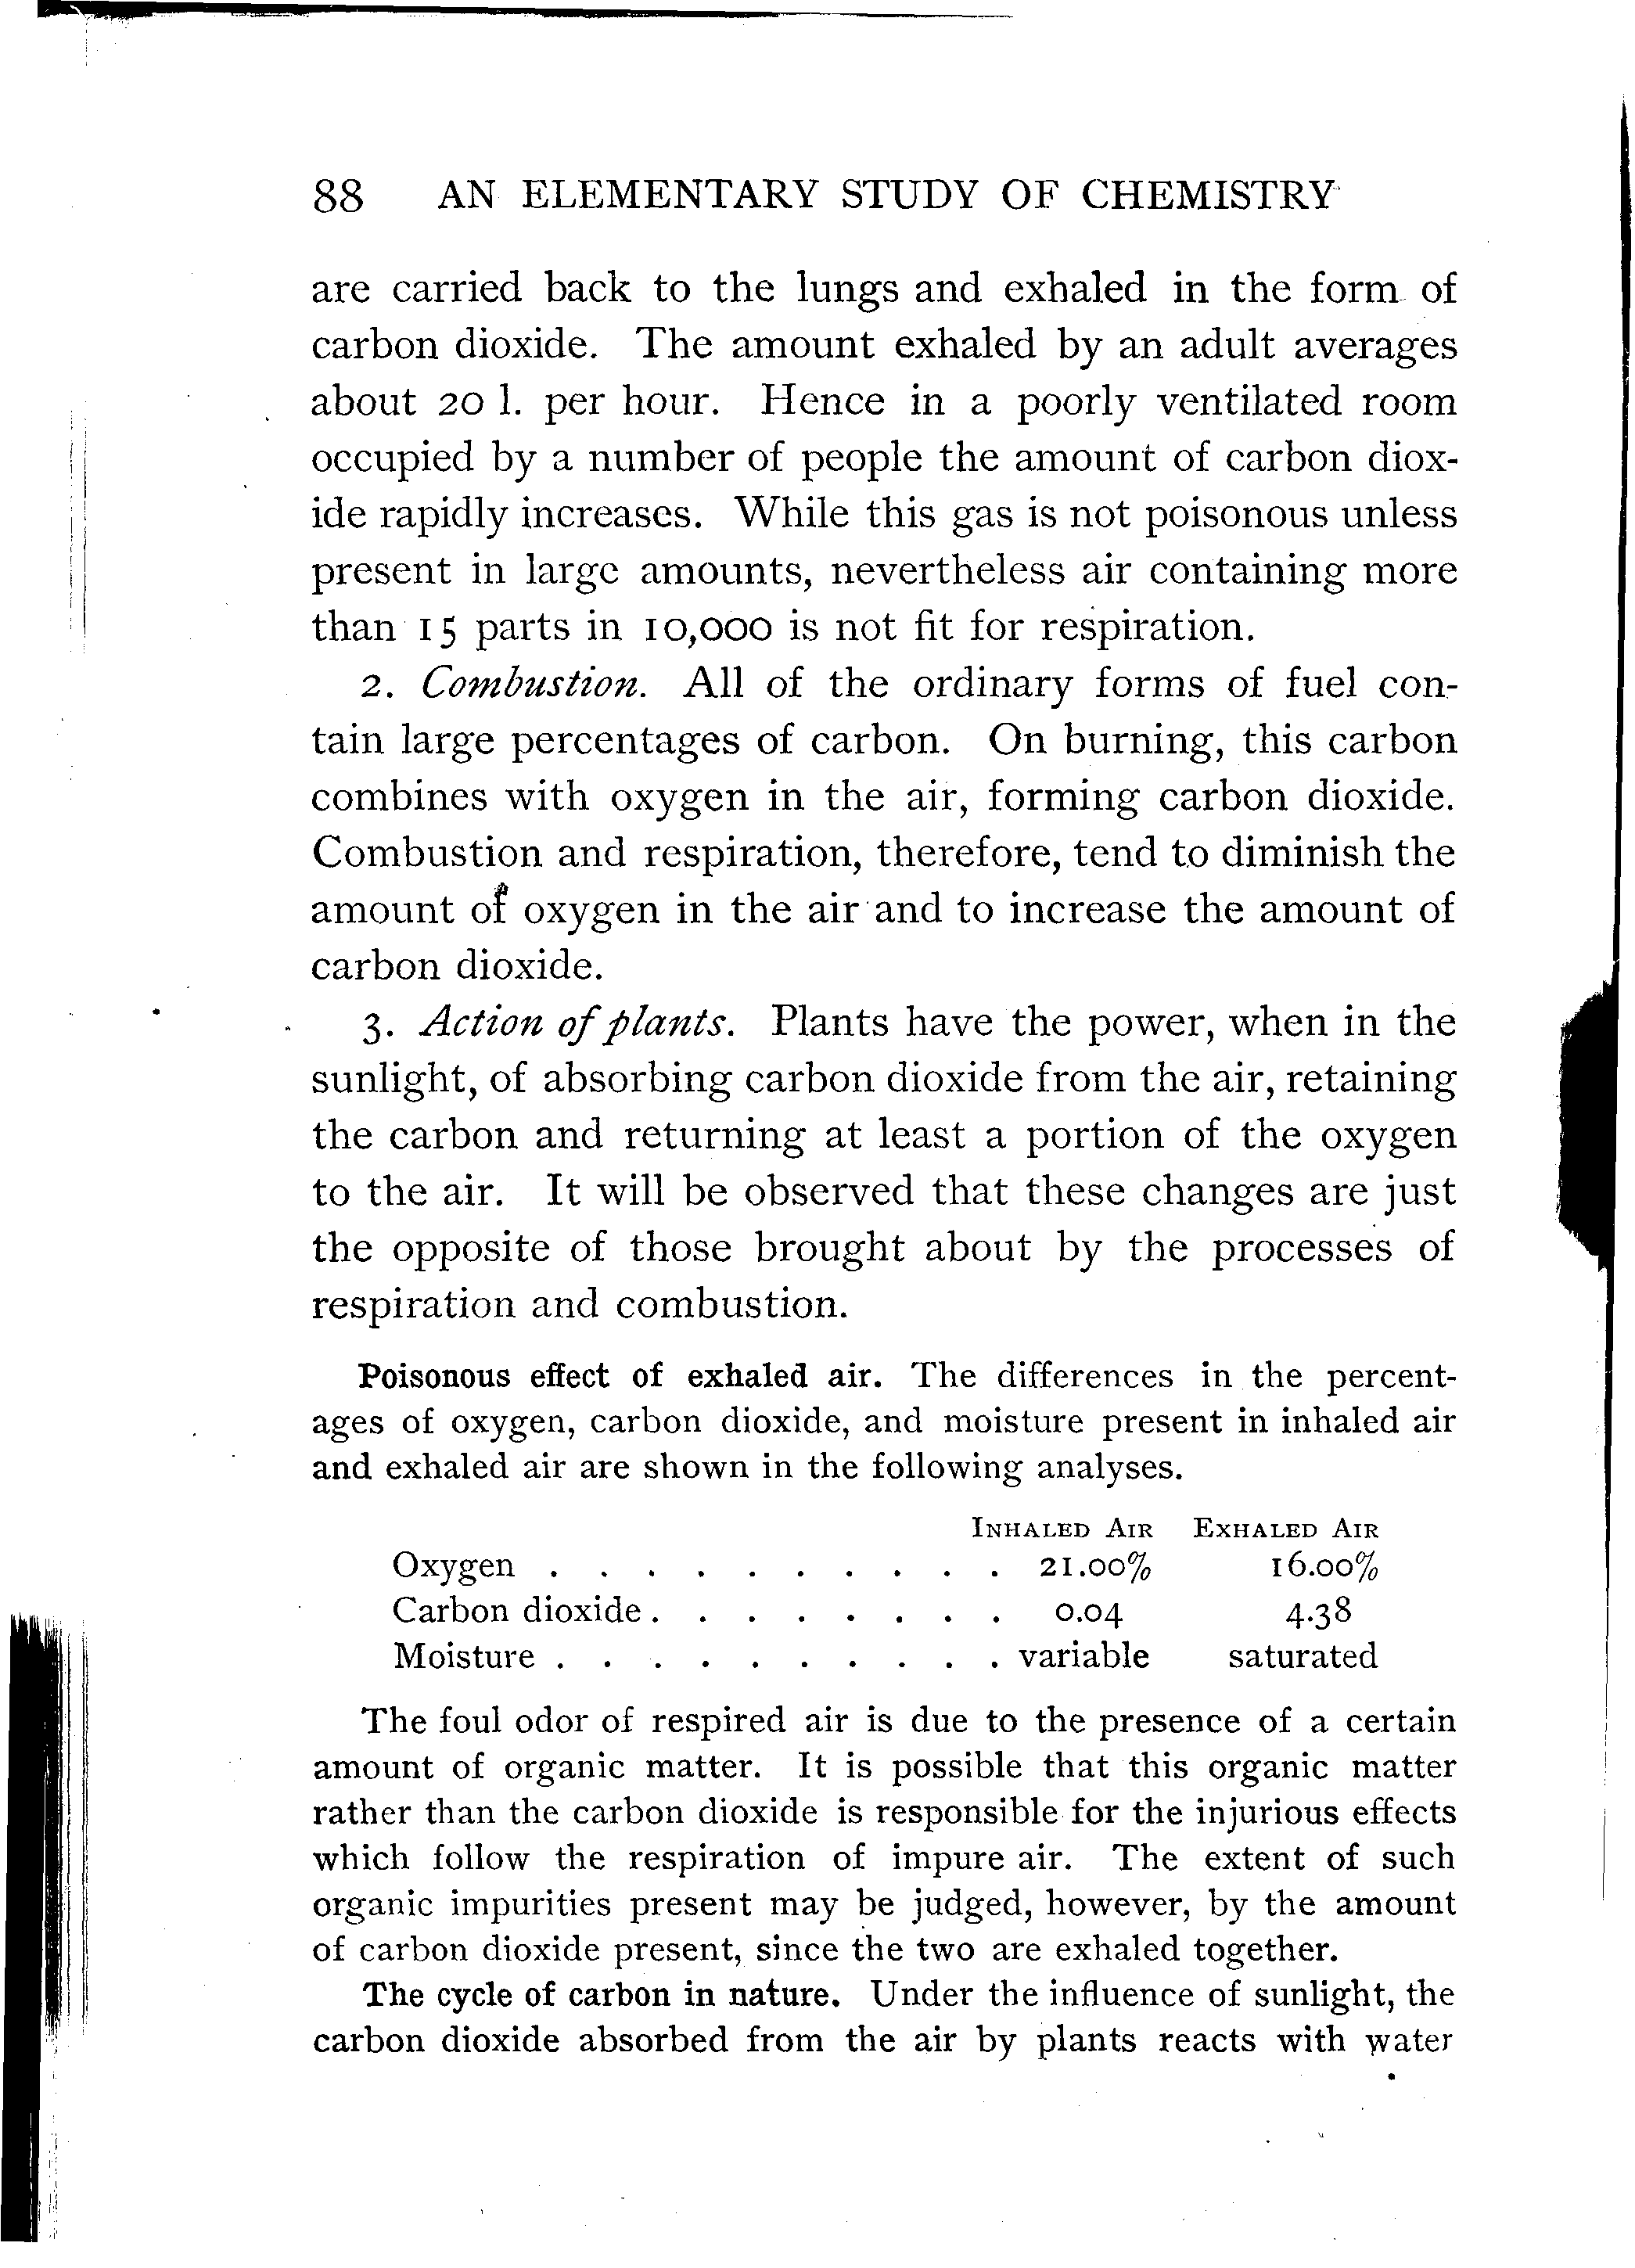 88 AN ELEMENTARY STUDY OF CHEMISTRY
are carried back to the lungs and exhaled in the form of
carbon dioxide. The amount exhaled by an adult averages
about 20 l. per hour. Hence in a poorly ventilated room
occupied by a number of people the amount of carbon diox-
ide rapidly increases. While this gas is not poisonous unless
present in large amounts, nevertheless air containing more
than 15 parts in 10,000 is not fit for respiration.
2. Combustion. All of the ordinary forms of fuel con-
tain large percentages of carbon. On burning, this carbon
combines with oxygen in the air, forming carbon dioxide.
Combustion and respiration, therefore, tend to diminish the
amount of oxygen in the air and to increase the amount of
carbon dioxide.
3. Action of plants. Plants have the power, when in the
sunlight, of absorbing carbon dioxide from the air, retaining
the carbon and returning at least a portion of the oxygen
to the air. It will be observed that these changes are just
the opposite of those brought about by the processes of
respiration and combustion.
Poisonous effect of exhaled air. The differences in the percent-
ages of oxygen, carbon dioxide, and moisture present in inhaled air
and exhaled air are shown in the following analyses.
INHALED AIR EXHALED AIR
Oxygen . . . . . . . . . . 21.00% 16.00%
Carbon dioxide . . . . . . . . 0.04 4.38
Moisture . . . . . . . . . . variable saturated
The foul odor of respired air is due to the presence of a certain
amount of organic matter. It is possible that this organic matter
rather than the carbon dioxide is responsible for the injurious effects
which follow the respiration of impure air. The extent of such
organic impurities present may be judged, however, by the amount
of carbon dioxide present, since the two are exhaled together.
The cycle of carbon in nature. Under the influence of sunlight, the
carbon dioxide absorbed from the air by plants reacts with water